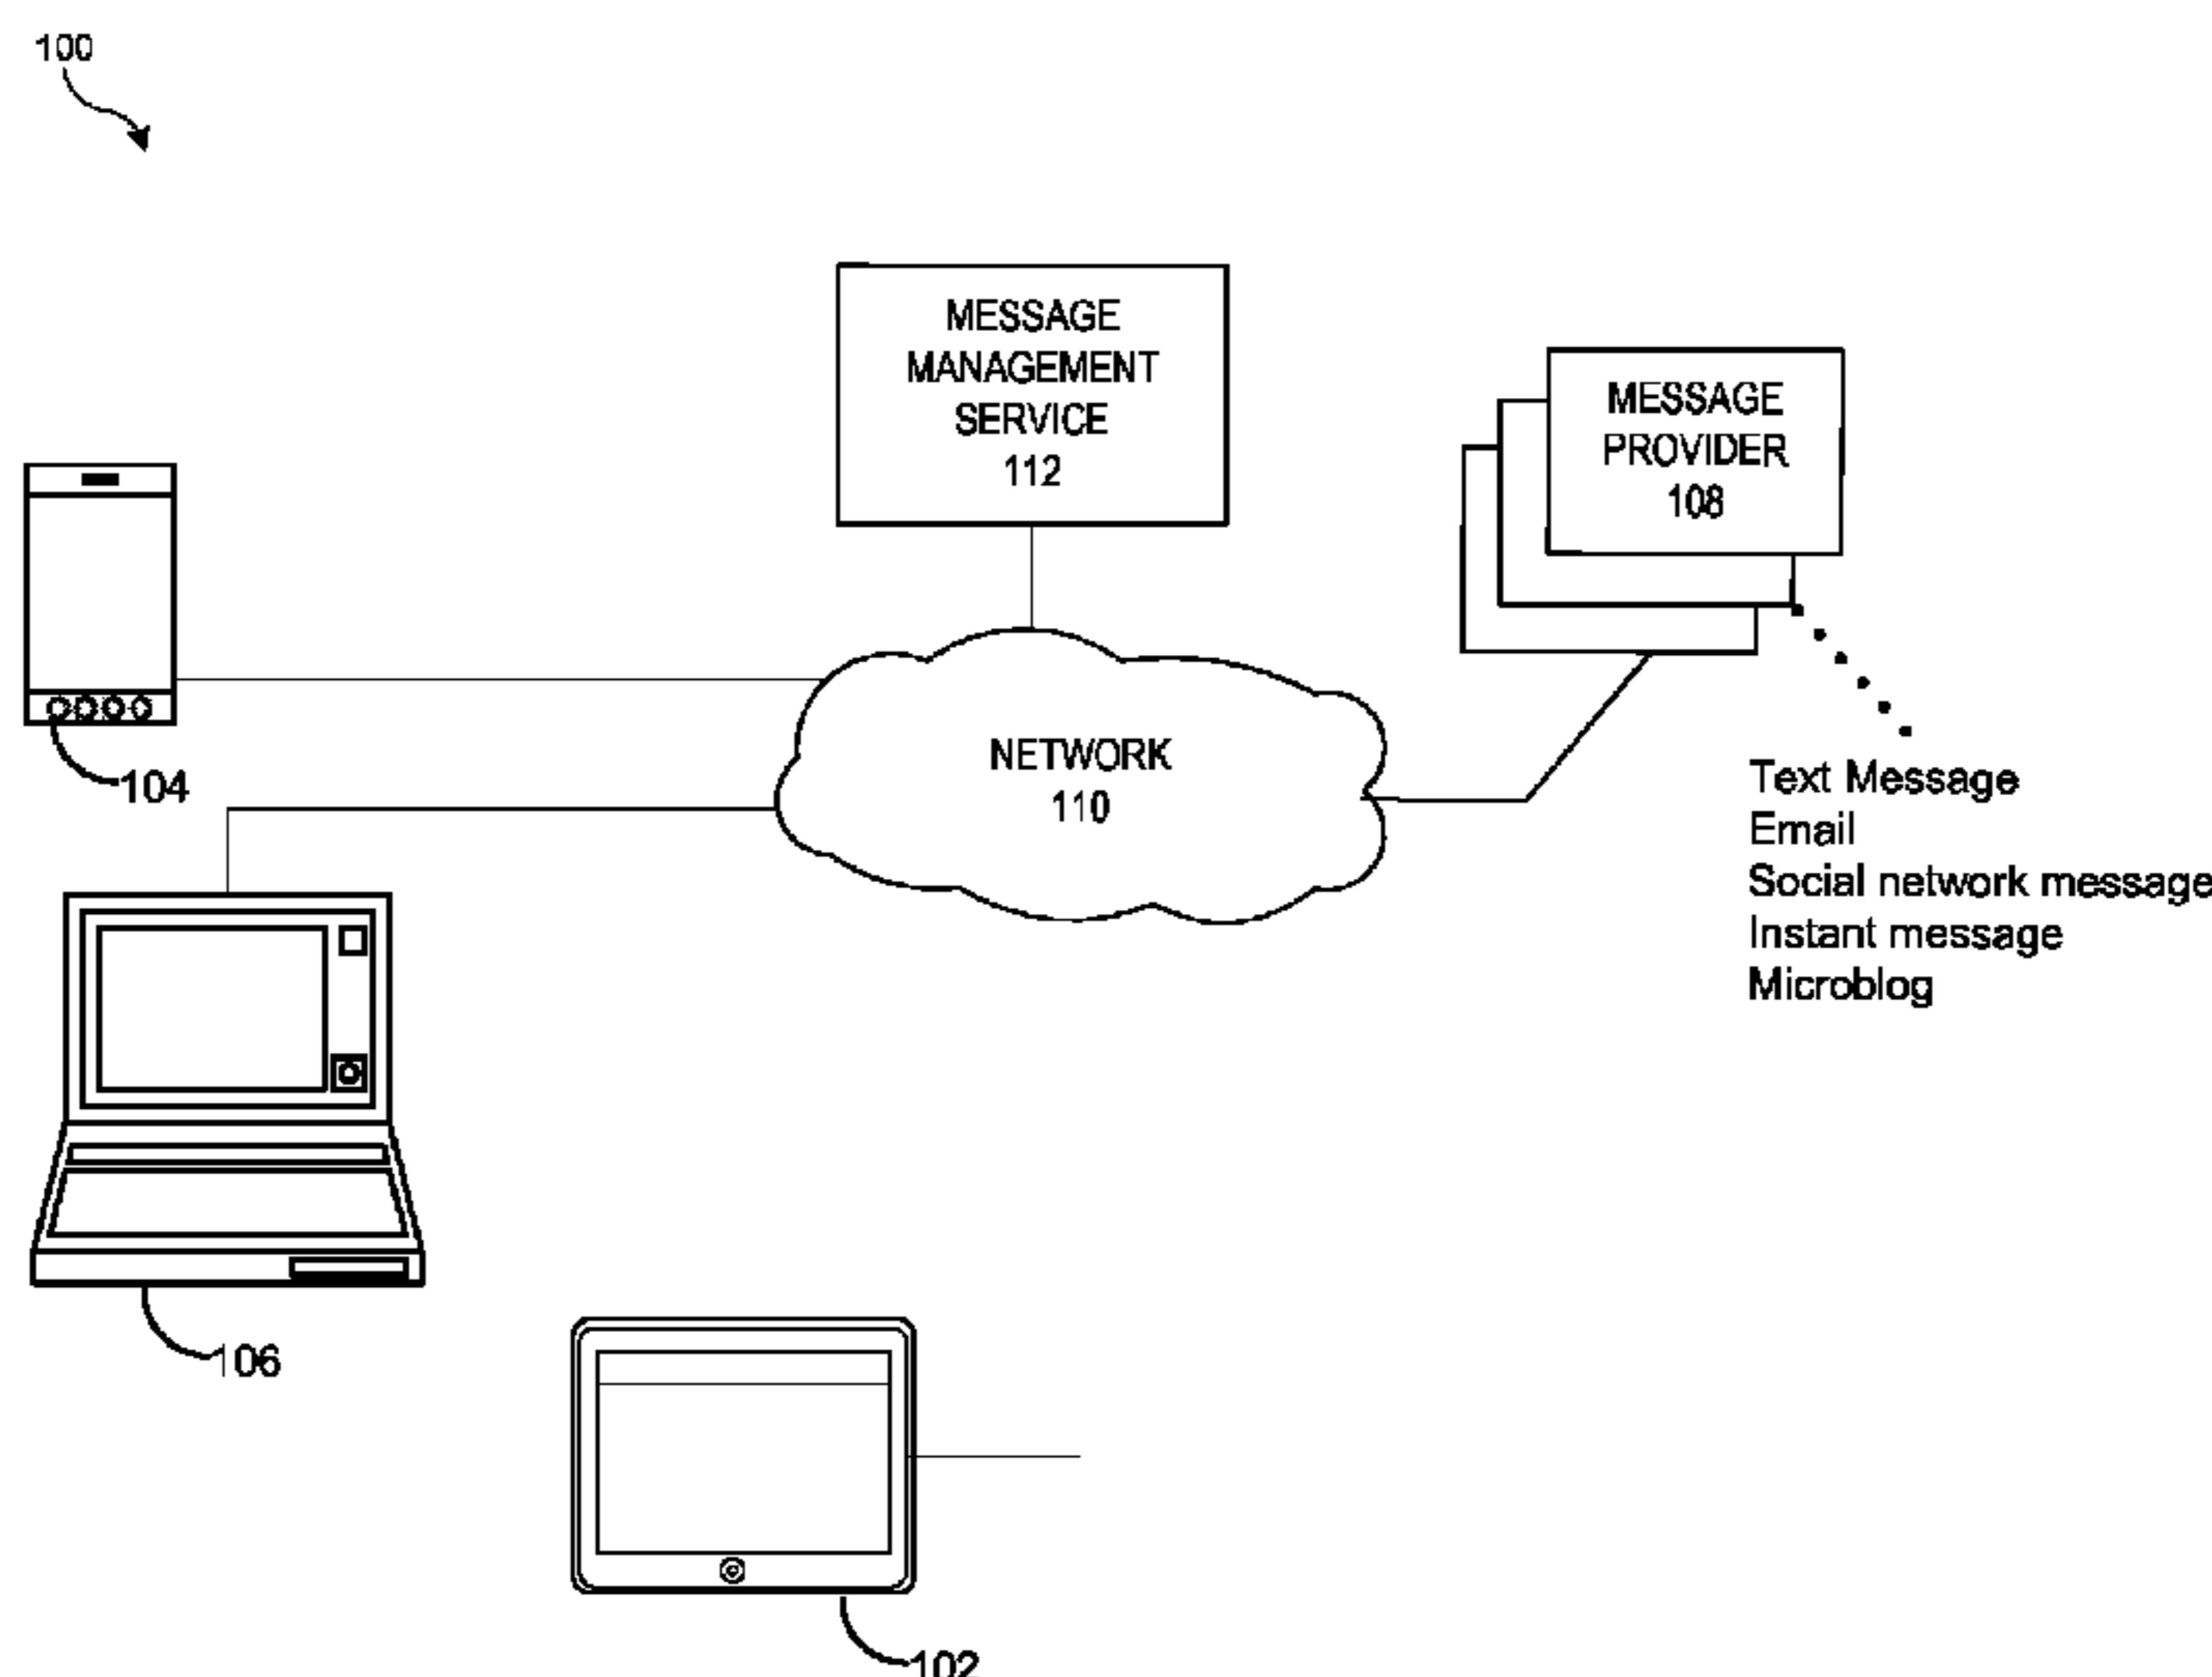 100
MESSAGE
MANAGEMENT
SERVICE
112
MESSAGE
PROVIDER
108
NETWORK
110
104
Text Message
Email
Social network message
Instant message
Microblog
106
102